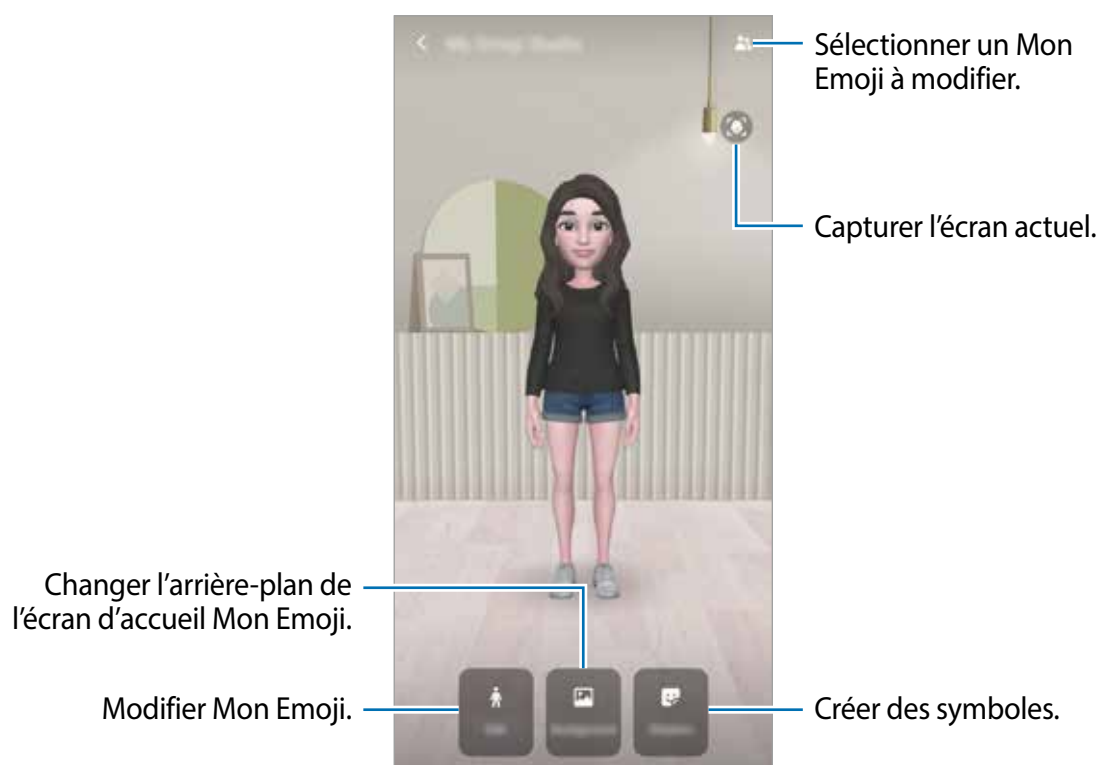 Sélectionner un Mon
Emoji à modifier.
Capturer l'écran actuel.
Changer l'arrière-plan de
l'écran d'accueil Mon Emoji.
Modifier Mon Emoji.
Créer des symboles.